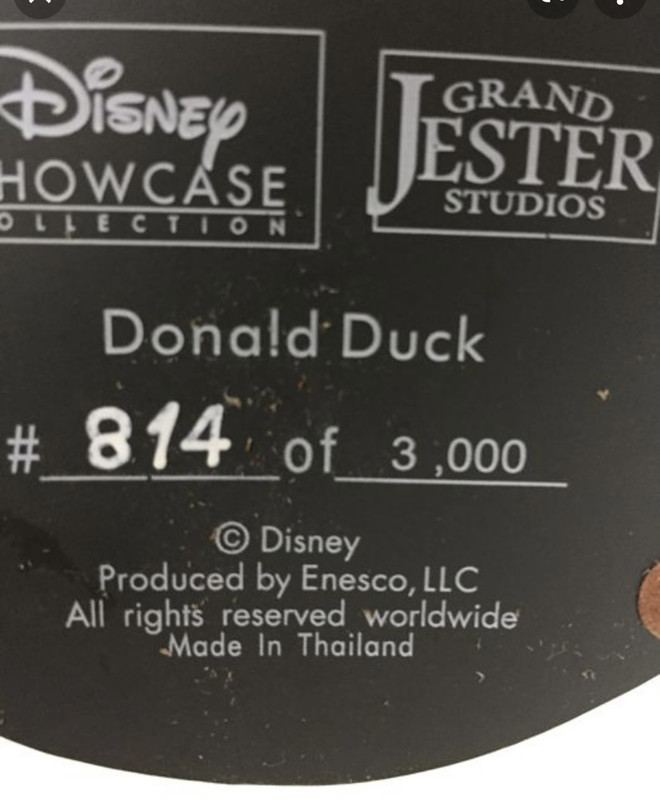 Disney
HOWCASE
OLLECTION
GRAND
JESTER
STUDIOS
Donald Duck
# 814 of 3,000
© Disney
Produced by Enesco, LLC
All rights reserved worldwide
Made In Thailand